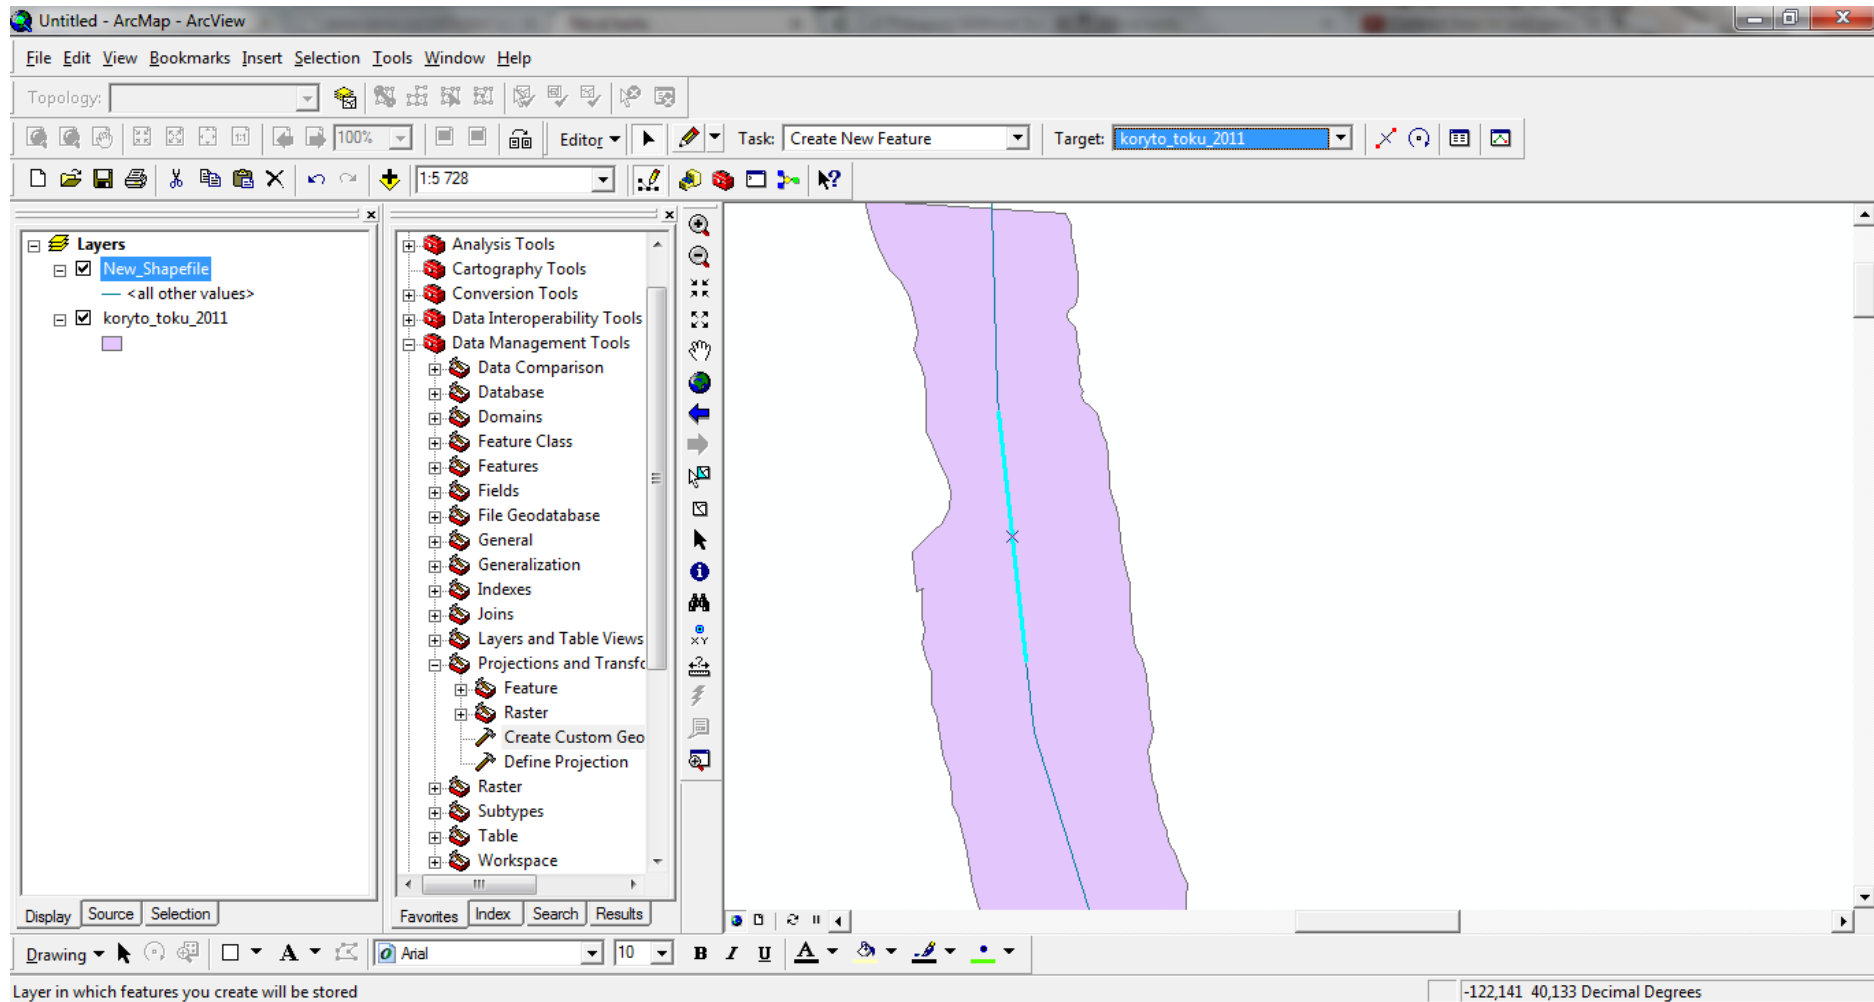 Untitled - ArcMap - ArcView
File Edit View Bookmarks Insert Selection Tools Window Help
Topology:
1:1 100% Editor Task: Create New Feature Target: koryto_toku_2011
1:5 728
Layers
New_Shapefile
<all other values>
koryto_toku_2011
Display Source Selection
Analysis Tools
Cartography Tools
Conversion Tools
Data Interoperability Tools
Data Management Tools
Data Comparison
Database
Domains
Feature Class
Features
Fields
File Geodatabase
General
Generalization
Indexes
Joins
Layers and Table Views
Projections and Transfo
Feature
Raster
Create Custom Geo
Define Projection
Raster
Subtypes
Table
Workspace
Favorites Index Search Results
XY
Drawing A Arial 10 B I U A
Layer in which features you create will be stored
-122,141 40,133 Decimal Degrees